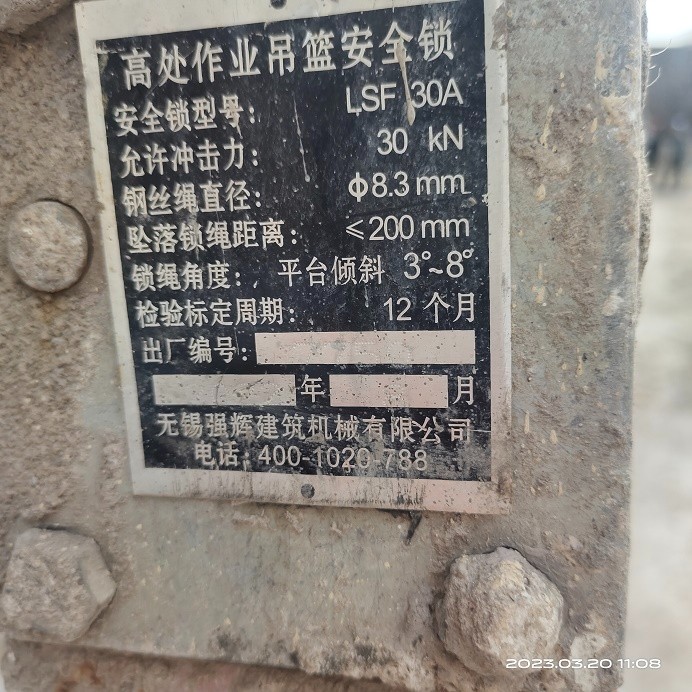 高处作业吊篮安全锁
安全锁型号: LSF 30A
允许冲击力: 30 kN
钢丝绳直径: Φ8.3mm
坠落锁绳距离: ≤200mm
锁绳角度: 平台倾斜 3°~8°
检验标定周期: 12 个月
出厂编号:
年 月
无锡强辉建筑机械有限公司
电话: 400-1020-788
2023.03.20 11:08